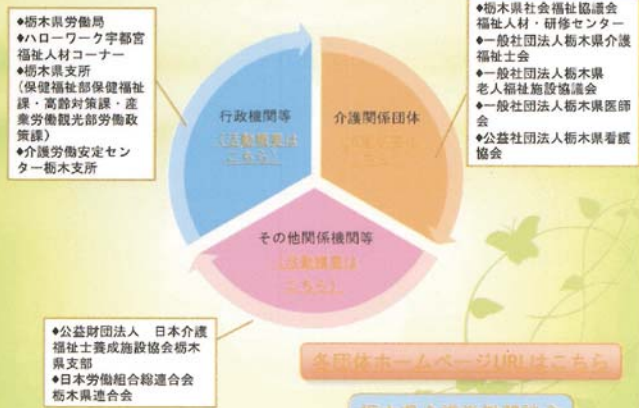 ◆栃木県労働局
◆ハローワーク宇都宮
福祉人材コーナー
◆栃木県支所
(保健福祉部保健福祉
課・高齢対策課・産
業労働観光部労働政
策課)
◆介護労働安定セン
ター栃木支所
◆栃木県社会福祉協議会
福祉人材・研修センター
◆一般社団法人栃木県介護
福祉士会
◆一般社団法人栃木県
老人福祉施設協議会
◆一般社団法人栃木県医師
会
◆公益社団法人栃木県看護
協会
行政機関等
(活動概要は
こちら)
介護関係団体
その他関係機関等
(活動概要は
こちら)
◆公益財団法人　日本介護
福祉士養成施設協会栃木
県支部
◆日本労働組合総連合会
栃木県連合会
各団体ホームページURLはこちら